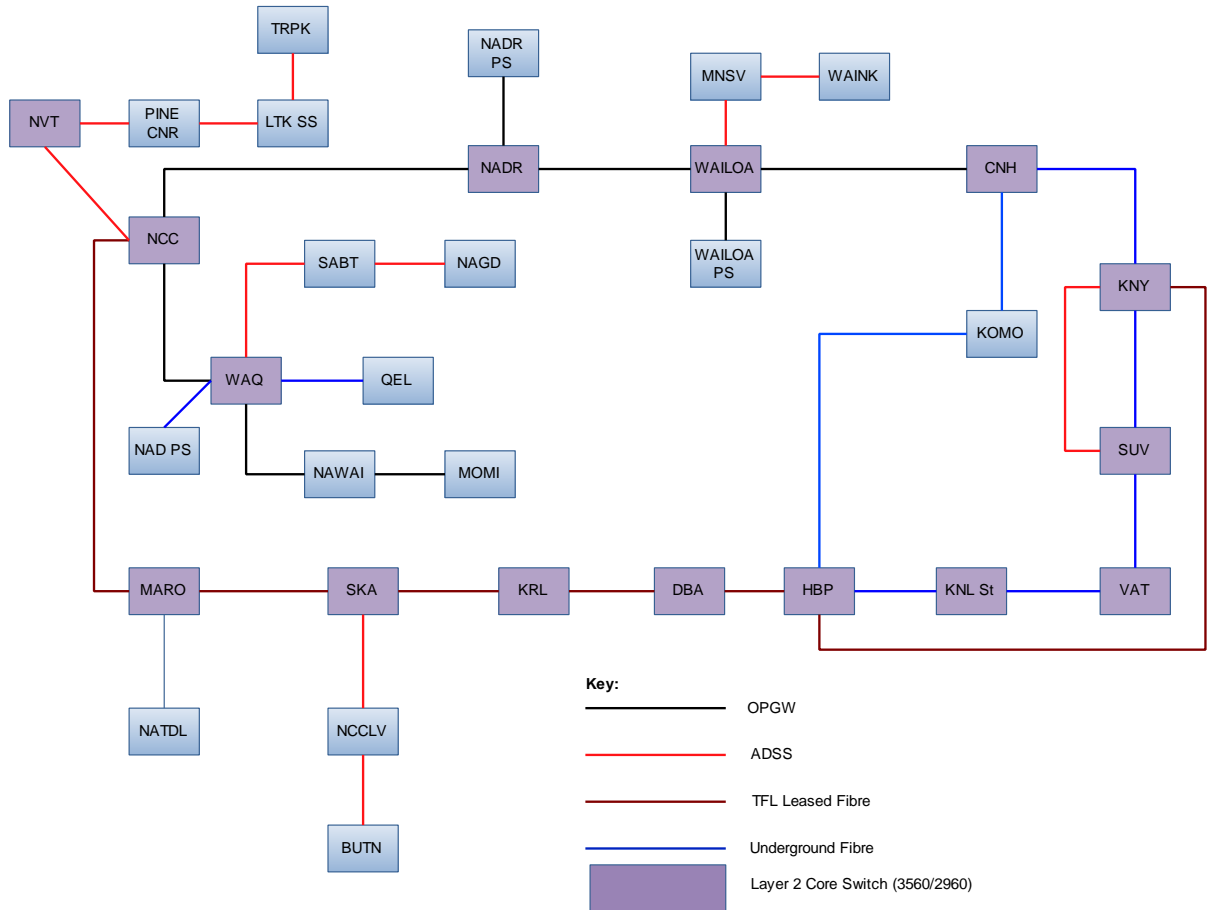 TRPK
NADR
PS
MNSV
WAINK
NVT
PINE
CNR
LTK SS
NADR
WAILOA
CNH
NCC
SABT
NAGD
WAILOA
PS
KNY
KOMO
WAQ
QEL
NAD PS
NAWAI
MOMI
SUV
MARO
SKA
KRL
DBA
HBP
KNL St
VAT
NATDL
NCCLV
BUTN
Key:
OPGW
ADSS
TFL Leased Fibre
Underground Fibre
Layer 2 Core Switch (3560/2960)